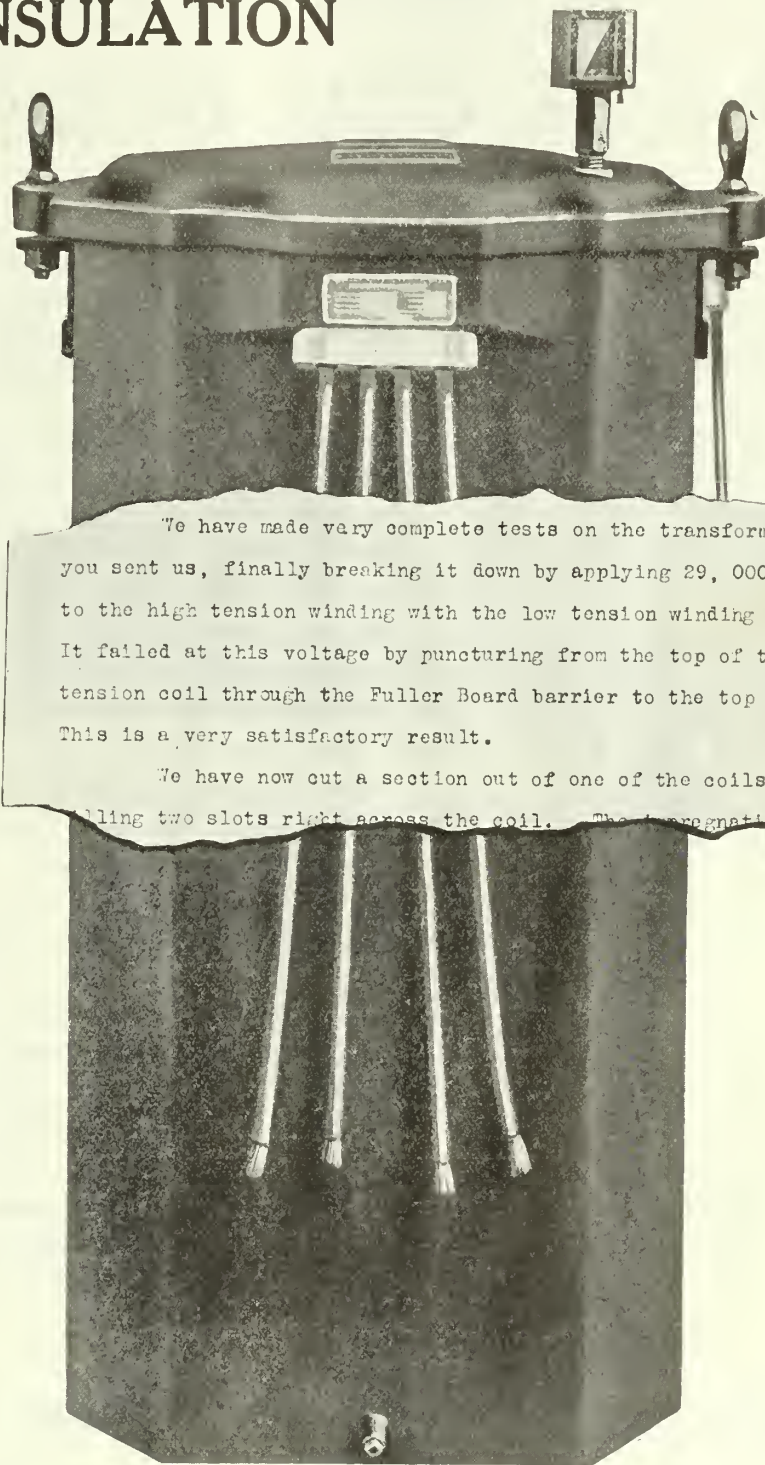 NSULATION
We have made very complete tests on the transform
you sent us, finally breaking it down by applying 29, 000
to the high tension winding with the low tension winding
It failed at this voltage by puncturing from the top of t
tension coil through the Fuller Board barrier to the top
This is a very satisfactory result.
We have now cut a section out of one of the coils
lling two slots right across the coil. The impregnati